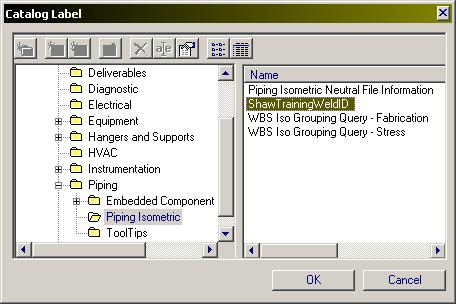 Catalog Label
Deliverables
Diagnostic
Electrical
Equipment
Hangers and Supports
HVAC
Instrumentation
Piping
Embedded Component
Piping Isometric
ToolTips
Name
Piping Isometric Neutral File Information
ShawTrainingWeldID
WBS Iso Grouping Query - Fabrication
WBS Iso Grouping Query - Stress
OK
Cancel